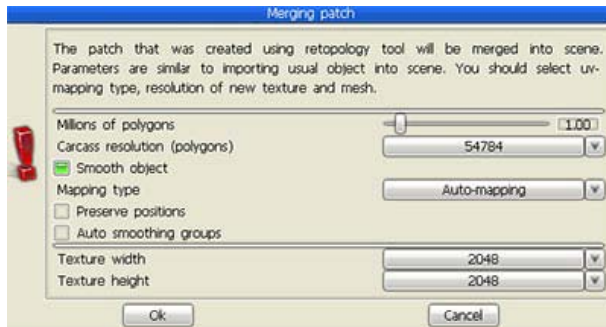 Merging patch
The patch that was created using retopology tool will be merged into scene.
Parameters are similar to importing usual object into scene. You should select uv-
mapping type, resolution of new texture and mesh.
Millions of polygons 1.00
Carcass resolution (polygons) 54784
Smooth object
Mapping type Auto-mapping
Preserve positions
Auto smoothing groups
Texture width 2048
Texture height 2048
Ok Cancel